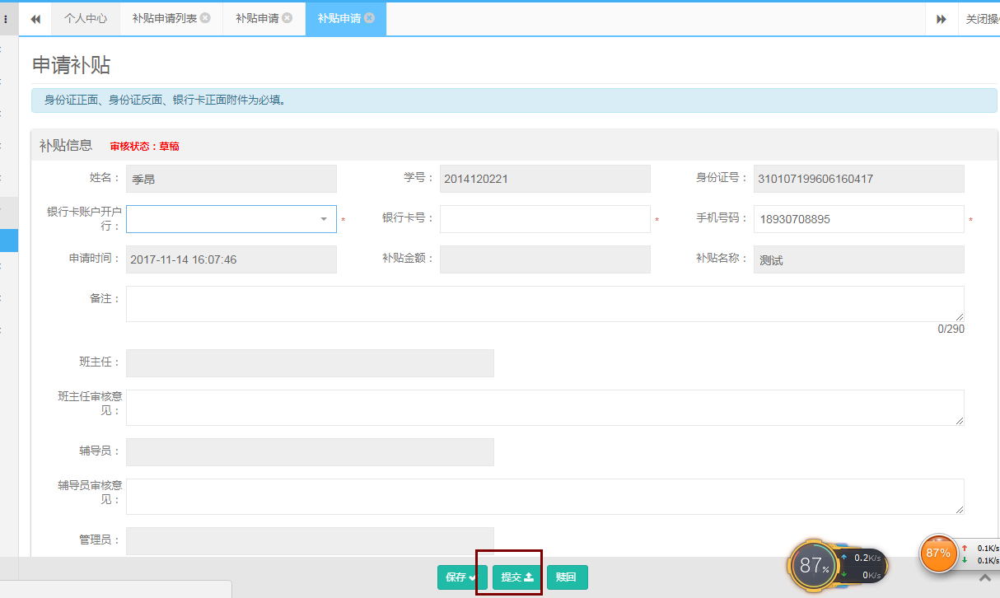 个人中心 补贴申请列表 补贴申请 补贴申请 关闭操
申请补贴
身份证正面、身份证反面、银行卡正面附件为必填。
补贴信息 审核状态：草稿
姓名： 季昂 学号： 2014120221 身份证号： 310107199606160417
银行卡账户开户
行： * 银行卡号： * 手机号码： 18930708895 *
申请时间： 2017-11-14 16:07:46 补贴金额： 补贴名称： 测试
备注：
0/290
班主任：
班主任审核意
见：
辅导员：
辅导员审核意
见：
管理员：
保存 提交 赎回
87% 0.2K/s
0K/s
87% 0.1K/s
0.1K/s